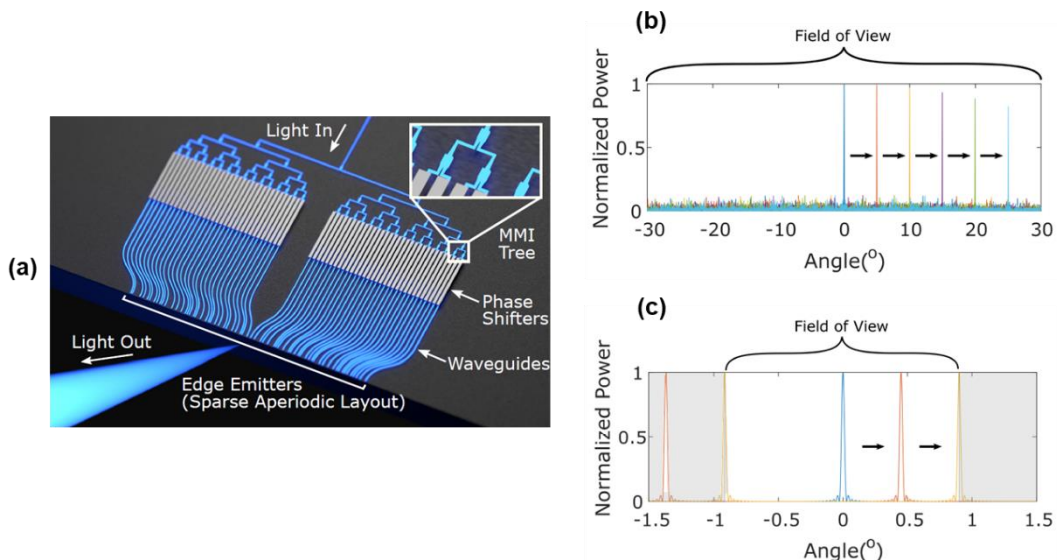 (a)
Light In
MMI
Tree
Phase
Shifters
Waveguides
Light Out
Edge Emitters
(Sparse Aperiodic Layout)
(b)
Field of View
Normalized Power
1
0.5
0
-30 -20 -10 0 10 20 30
Angle(o)
(c)
Field of View
Normalized Power
1
0.5
0
-1.5 -1 -0.5 0 0.5 1 1.5
Angle(o)